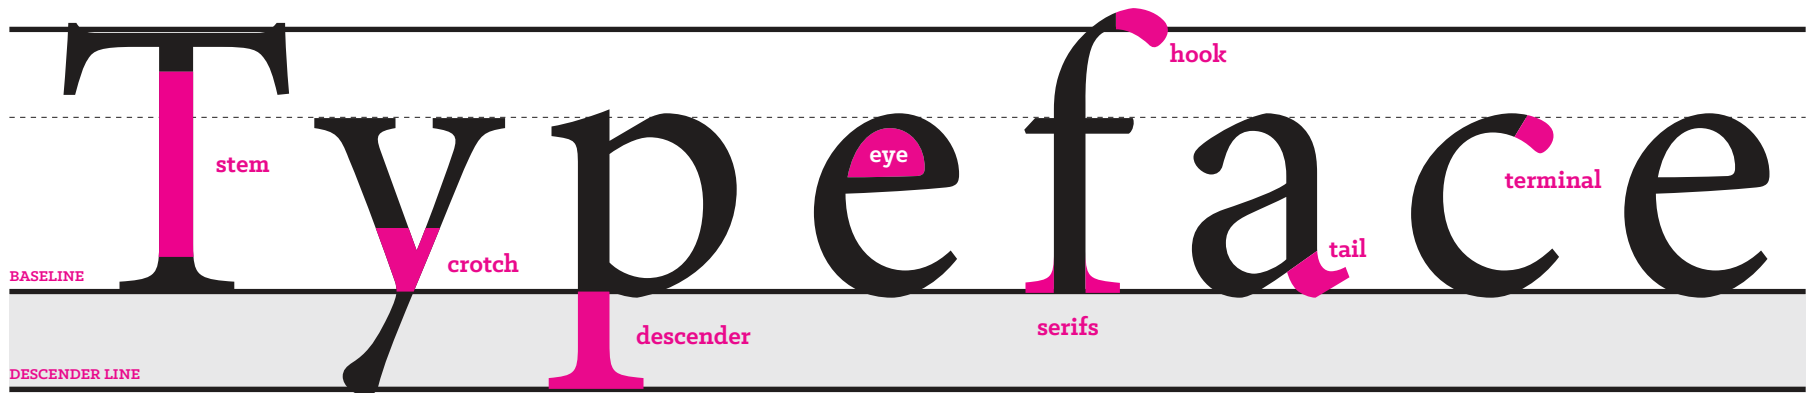 Typeface
hook
eye
stem
terminal
tail
crotch
BASELINE
serifs
descender
DESCENDER LINE